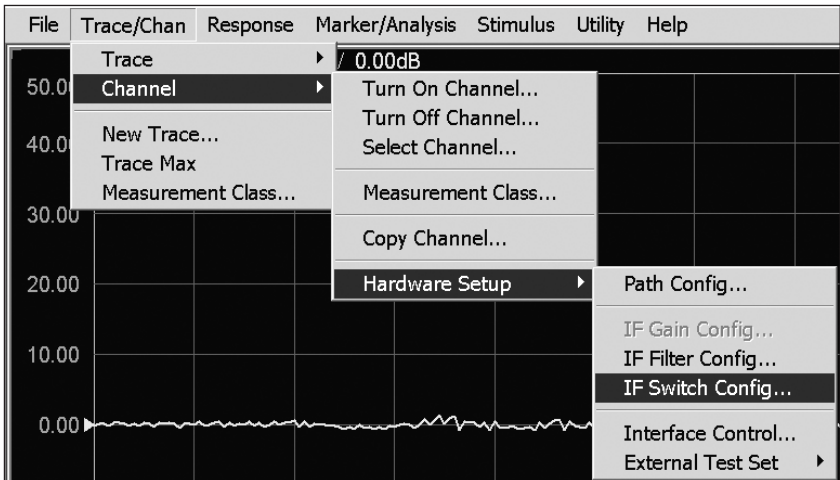 File Trace/Chan Response Marker/Analysis Stimulus Utility Help
Trace
Channel
New Trace...
Trace Max
Measurement Class...
/ 0.00dB
Turn On Channel...
Turn Off Channel...
Select Channel...
Measurement Class...
Copy Channel...
Hardware Setup
Path Config...
IF Gain Config...
IF Filter Config...
IF Switch Config...
Interface Control...
External Test Set
50.0
40.0
30.00
20.00
10.00
0.00